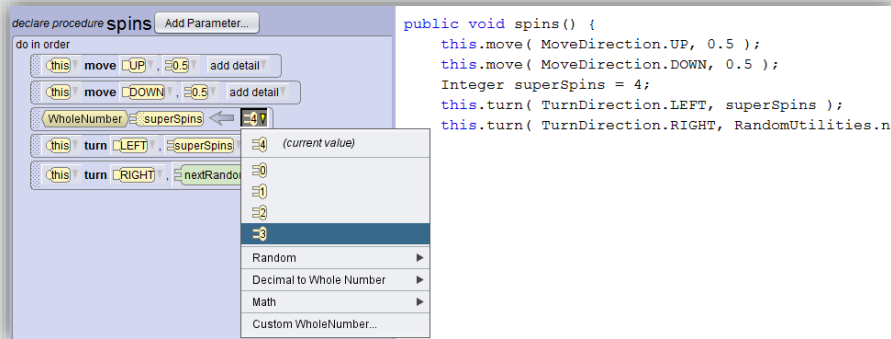 declare procedure spins Add Parameter...
do in order
this move UP , 0.5 add detail
this move DOWN , 0.5 add detail
WholeNumber superSpins 4
this turn LEFT , superSpins
this turn RIGHT ,
4 (current value)
0
1
2
3
Random
Decimal to Whole Number
Math
Custom WholeNumber...
public void spins() {
this.move( MoveDirection.UP, 0.5 );
this.move( MoveDirection.DOWN, 0.5 );
Integer superSpins = 4;
this.turn( TurnDirection.LEFT, superSpins );
this.turn( TurnDirection.RIGHT, RandomUtilities.n